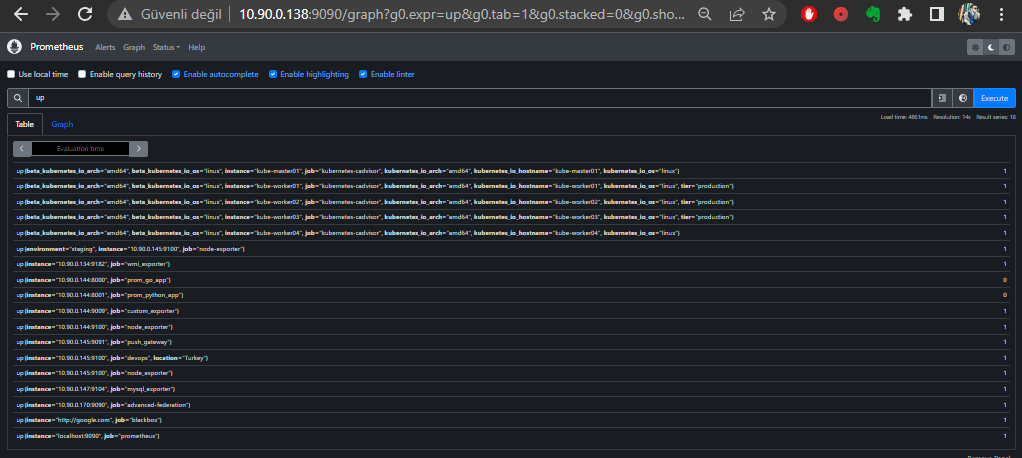 Güvenli değil 10.90.0.138:9090/graph?g0.expr=up&g0.tab=1&g0.stacked=0&g0.sho...
Prometheus Alerts Graph Status Help
Use local time Enable query history Enable autocomplete Enable highlighting Enable linter
up Execute
Table Graph Load time: 4861ms Resolution: 14s Result series: 18
Evaluation time
up{beta_kubernetes_io_arch="amd64", beta_kubernetes_io_os="linux", instance="kube-master01", job="kubernetes-cadvisor", kubernetes_io_arch="amd64", kubernetes_io_hostname="kube-master01", kubernetes_io_os="linux"} 1
up{beta_kubernetes_io_arch="amd64", beta_kubernetes_io_os="linux", instance="kube-worker01", job="kubernetes-cadvisor", kubernetes_io_arch="amd64", kubernetes_io_hostname="kube-worker01", kubernetes_io_os="linux", tier="production"} 1
up{beta_kubernetes_io_arch="amd64", beta_kubernetes_io_os="linux", instance="kube-worker02", job="kubernetes-cadvisor", kubernetes_io_arch="amd64", kubernetes_io_hostname="kube-worker02", kubernetes_io_os="linux", tier="production"} 1
up{beta_kubernetes_io_arch="amd64", beta_kubernetes_io_os="linux", instance="kube-worker03", job="kubernetes-cadvisor", kubernetes_io_arch="amd64", kubernetes_io_hostname="kube-worker03", kubernetes_io_os="linux", tier="production"} 1
up{beta_kubernetes_io_arch="amd64", beta_kubernetes_io_os="linux", instance="kube-worker04", job="kubernetes-cadvisor", kubernetes_io_arch="amd64", kubernetes_io_hostname="kube-worker04", kubernetes_io_os="linux"} 1
up{environment="staging", instance="10.90.0.145:9100", job="node-exporter"} 1
up{instance="10.90.0.134:9182", job="wmi_exporter"} 1
up{instance="10.90.0.144:8000", job="prom_go_app"} 0
up{instance="10.90.0.144:8001", job="prom_python_app"} 0
up{instance="10.90.0.144:9009", job="custom_exporter"} 1
up{instance="10.90.0.144:9100", job="node_exporter"} 1
up{instance="10.90.0.145:9091", job="push_gateway"} 1
up{instance="10.90.0.145:9100", job="devops", location="Turkey"} 1
up{instance="10.90.0.145:9100", job="node_exporter"} 1
up{instance="10.90.0.147:9104", job="mysql_exporter"} 1
up{instance="10.90.0.170:9090", job="advanced-federation"} 1
up{instance="http://google.com", job="blackbox"} 1
up{instance="localhost:9090", job="prometheus"} 1